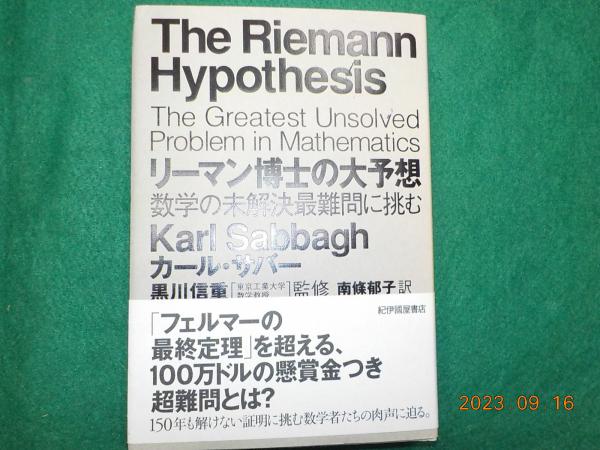 The Riemann
Hypothesis
The Greatest Unsolved
Problem in Mathematics
リーマン博士の大予想
数学の未解決最難問に挑む
Karl Sabbagh
カール・サバー
黒川信重[東京工業大学数学教授]監修 南條郁子訳
紀伊國屋書店
「フェルマーの
最終定理」を超える、
100万ドルの懸賞金つき
超難問とは?
150年も解けない証明に挑む数学者たちの肉声に迫る。
2023 09 16